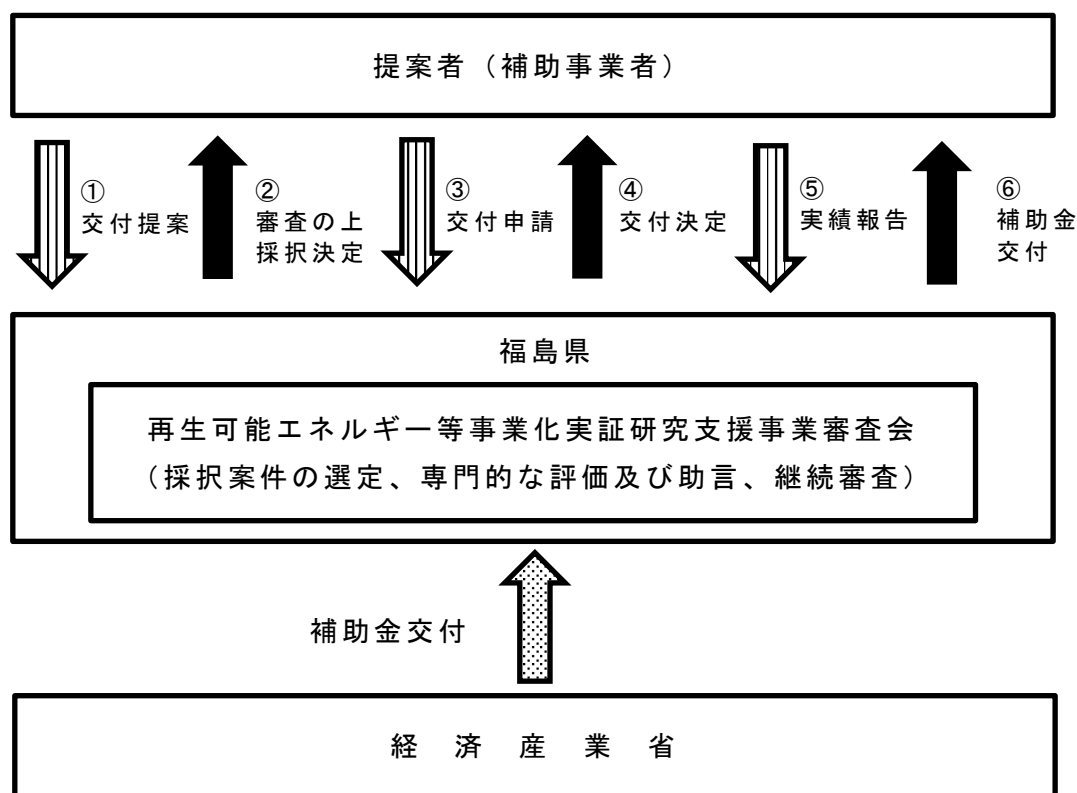 提案者（補助事業者）
①
交付提案
②
審査の上
採択決定
③
交付申請
④
交付決定
⑤
実績報告
⑥
補助金
交付
福島県
再生可能エネルギー等事業化実証研究支援事業審査会
（採択案件の選定、専門的な評価及び助言、継続審査）
補助金交付
経済産業省